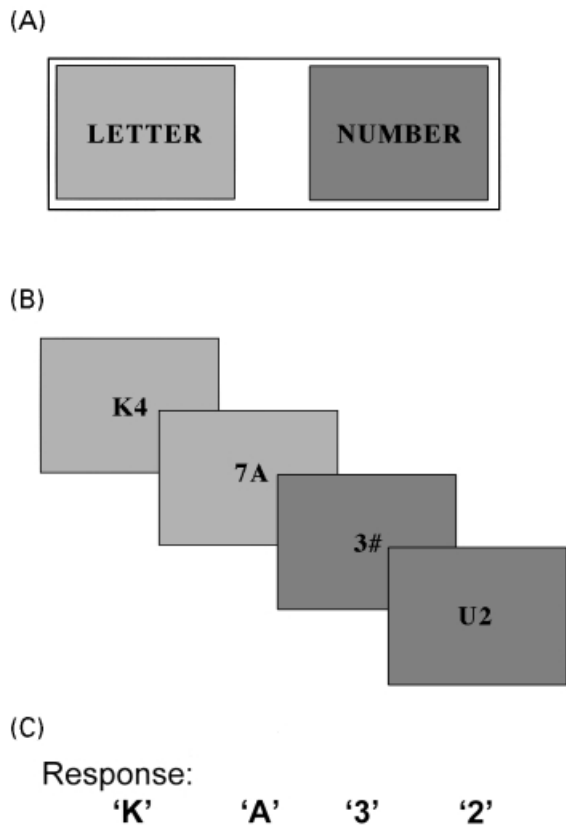 (A)
LETTER NUMBER
(B)
K4
7A
3#
U2
(C)
Response:
‘K’ ‘A’ ‘3’ ‘2’